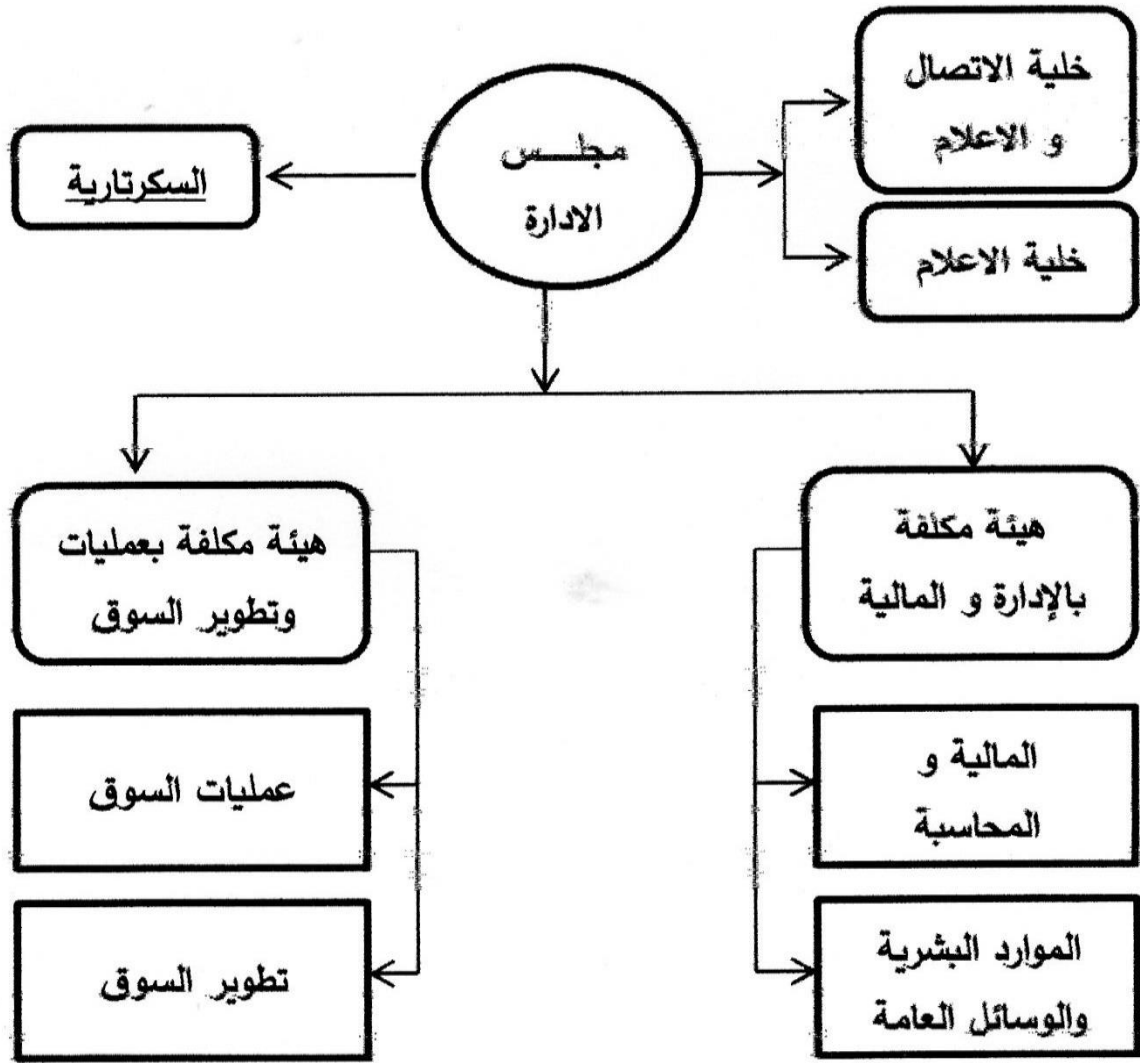 خلية الاتصال
و الاعلام
مجلس
الادارة
السكرتارية
خلية الاعلام
هيئة مكلفة
بالإدارة و المالية
هيئة مكلفة بعمليات
وتطوير السوق
المالية و
المحاسبة
عمليات السوق
الموارد البشرية
والوسائل العامة
تطوير السوق